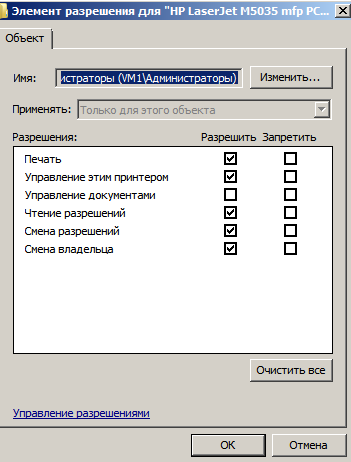 Элемент разрешения для "HP LaserJet M5035 mfp PC...
Объект
Имя: истраторы (VM1\Администраторы) Изменить...
Применять: Только для этого объекта
Разрешения: Разрешить Запретить
Печать
Управление этим принтером
Управление документами
Чтение разрешений
Смена разрешений
Смена владельца
Очистить все
Управление разрешениями
ОК Отмена